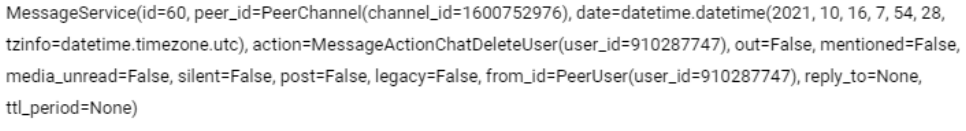 MessageService(id=60, peer_id=PeerChannel(channel_id=1600752976), date=datetime.datetime(2021, 10, 16, 7, 54, 28,
tzinfo=datetime.timezone.utc), action=MessageActionChatDeleteUser(user_id=910287747), out=False, mentioned=False,
media_unread=False, silent=False, post=False, legacy=False, from_id=PeerUser(user_id=910287747), reply_to=None,
ttl_period=None)